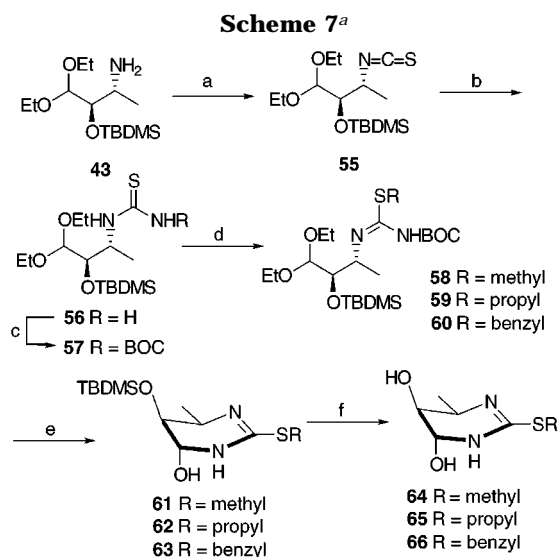 Scheme 7a
OEt NH2
EtO
OTBDMS
43
a
OEt N=C=S
EtO
OTBDMS
55
b
S
OEtHN NHR
EtO
OTBDMS
56 R = H
c
57 R = BOC
d
SR
OEt N NHBOC
EtO
OTBDMS
58 R = methyl
59 R = propyl
60 R = benzyl
e
TBDMSO
N
SR
N
OH H
61 R = methyl
62 R = propyl
63 R = benzyl
f
HO
N
SR
N
OH H
64 R = methyl
65 R = propyl
66 R = benzyl